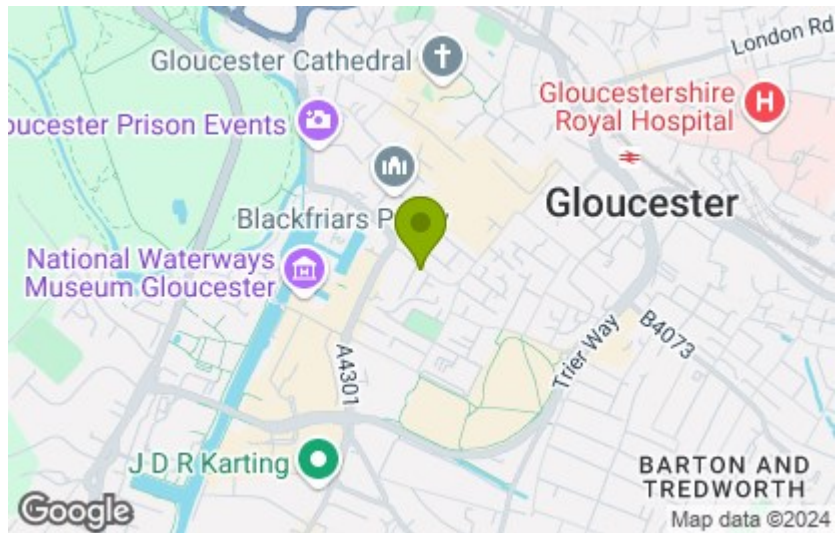 London Rd
Gloucester Cathedral
Gloucestershire
Royal Hospital
H
oucester Prison Events
Gloucester
Blackfriars P
National Waterways
Museum Gloucester
A4301
Trier Way
B4073
J D R Karting
BARTON AND
TREDWORTH
Google
Map data ©2024